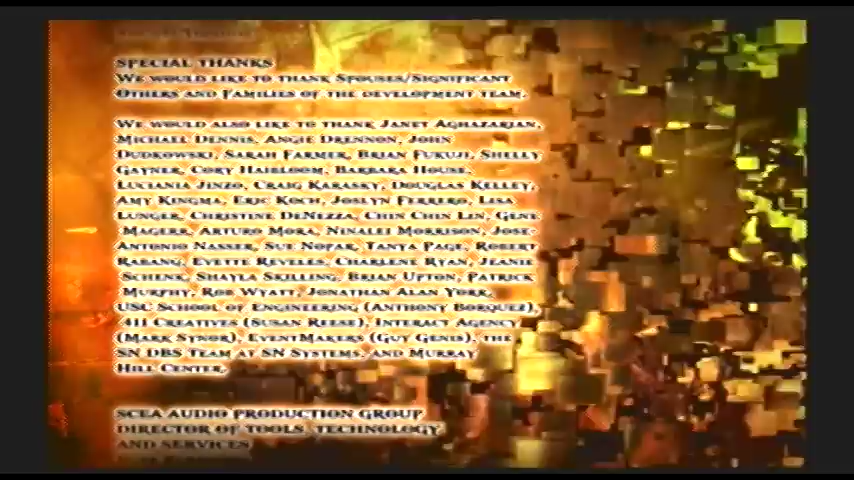 SPECIAL THANKS
WE WOULD LIKE TO THANK SPOUSES/SIGNIFICANT
OTHERS AND FAMILIES OF THE DEVELOPMENT TEAM.
WE WOULD ALSO LIKE TO THANK JANET AGHAZARIAN,
MICHAEL DENNIS, ANGIE DRENNON, JOHN
DUDKOWSKI, SARAH FARMER, BRIAN FUKUJI, SHELLY
GAYNER, CORY HAIBLOOM, BARBARA HOUSE,
LUCIANA JINZO, CRAIG KARASKY, DOUGLAS KELLEY,
AMY KINGMA, ERIC KOCH, JOSLYN FERRERO, LISA
LUNGER, CHRISTINE DENEZZA, CHIN CHIN LIN, GENE
MAGERS, ARTURO MORA, NINALEI MORRISON, JOSE
ANTONIO NASSER, SUE NOPAR, TANYA PAGE, ROBERT
RABANG, EVETTE REVELES, CHARLENE RYAN, JEANIE
SCHENK, SHAYLA SKILLING, BRIAN UPTON, PATRICK
MURPHY, ROB WYATT, JONATHAN ALAN YORK,
USC SCHOOL OF ENGINEERING (ANTHONY BORQUEZ),
411 CREATIVES (SUSAN REESE), INTERACT AGENCY
(MARK SYNOR), EVENTMAKERS (GUY GENIS), THE
SN DBS TEAM AT SN SYSTEMS, AND MURRAY
HILL CENTER.
SCEA AUDIO PRODUCTION GROUP
DIRECTOR OF TOOLS, TECHNOLOGY
AND SERVICES